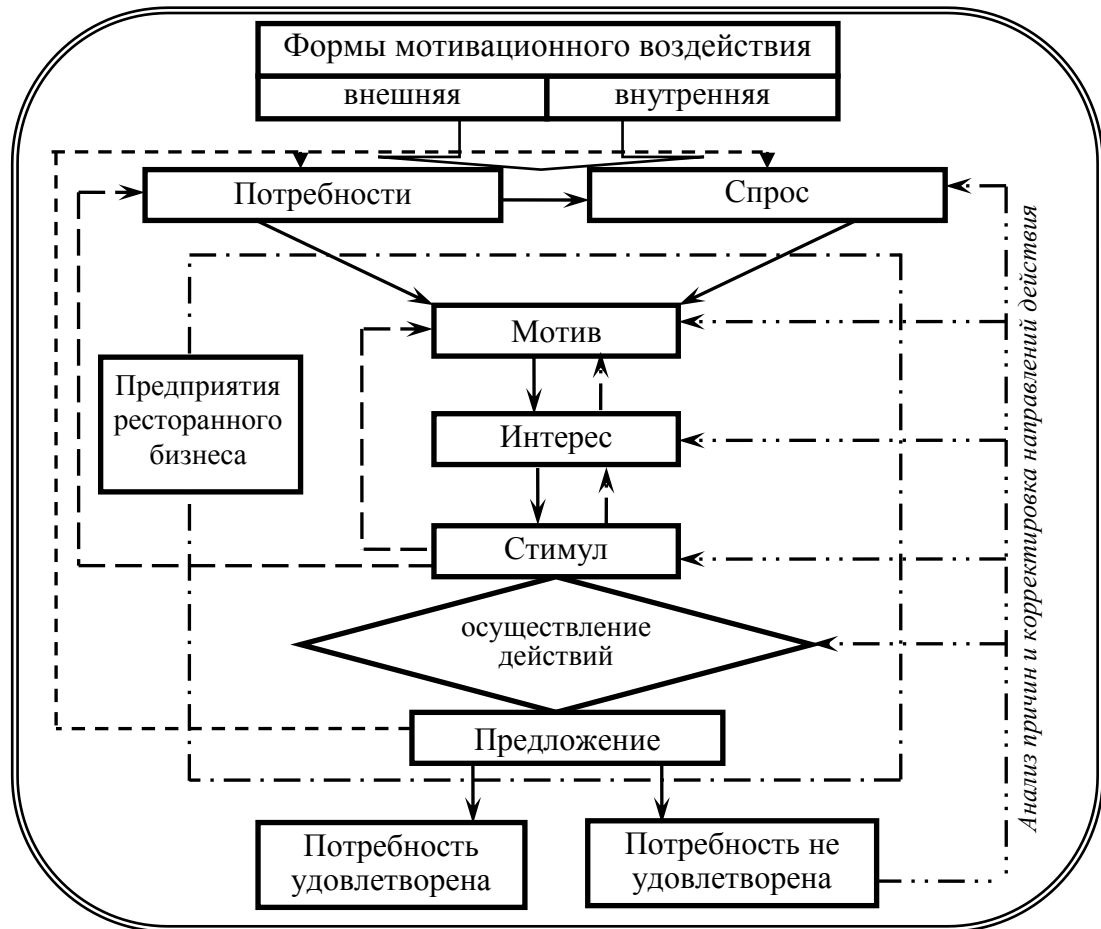 Формы мотивационного воздействия
внешняя
внутренняя
Потребности
Спрос
Мотив
Предприятия
ресторанного
бизнеса
Интерес
Стимул
осуществление
действий
Предложение
Потребность
удовлетворена
Потребность не
удовлетворена
Анализ причин и корректировка направлений действия